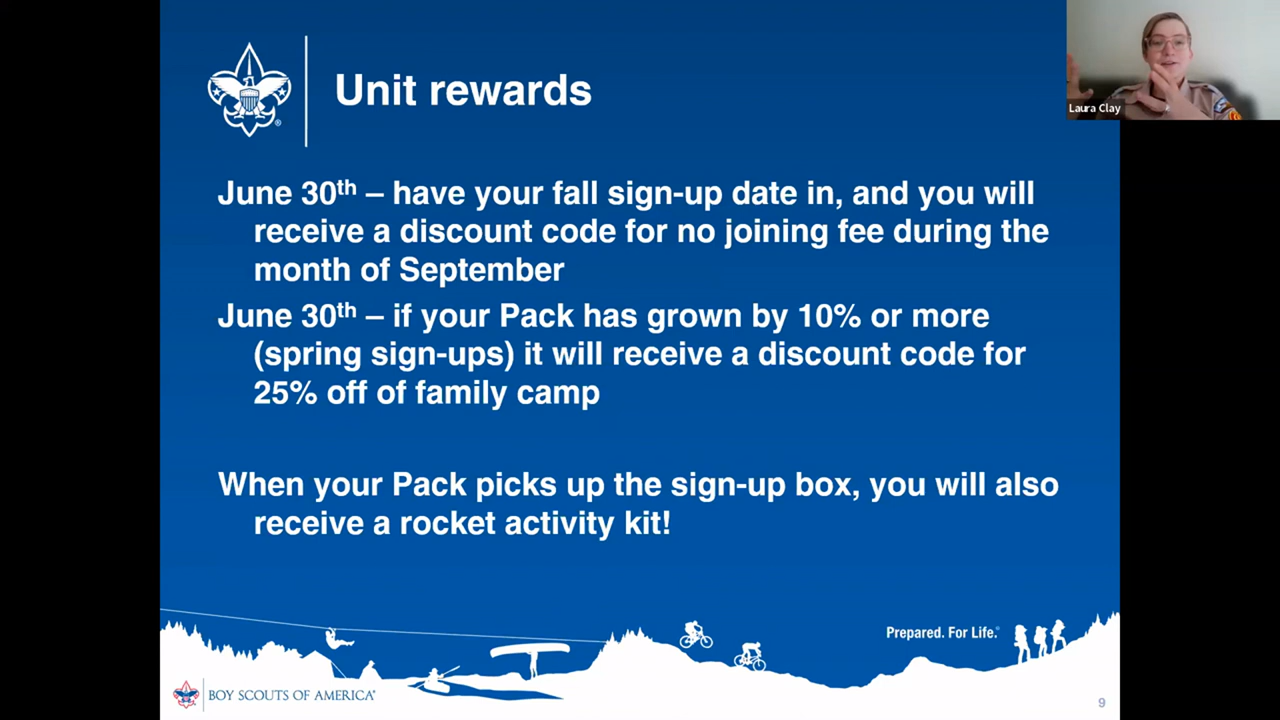 Unit rewards
Laura Clay
June 30th – have your fall sign-up date in, and you will
receive a discount code for no joining fee during the
month of September
June 30th – if your Pack has grown by 10% or more
(spring sign-ups) it will receive a discount code for
25% off of family camp
When your Pack picks up the sign-up box, you will also
receive a rocket activity kit!
Prepared. For Life.®
BOY SCOUTS OF AMERICA®
9